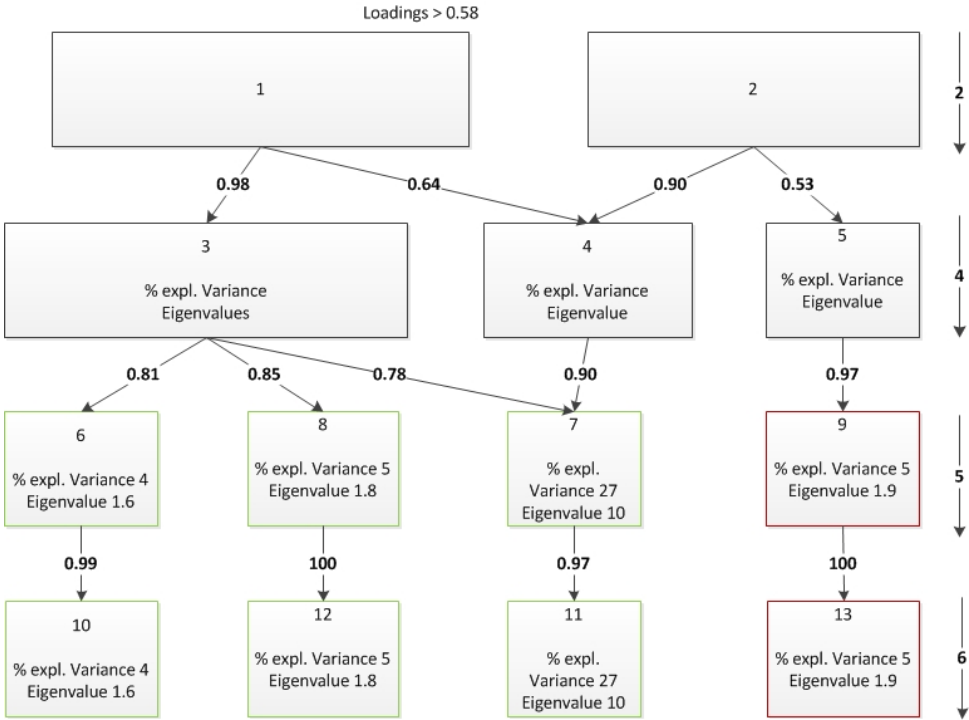 Loadings > 0.58
1
2
2
0.98
0.64
0.90
0.53
3
% expl. Variance
Eigenvalues
4
% expl. Variance
Eigenvalue
5
% expl. Variance
Eigenvalue
4
0.81
0.85
0.78
0.90
0.97
6
% expl. Variance 4
Eigenvalue 1.6
8
% expl. Variance 5
Eigenvalue 1.8
7
% expl.
Variance 27
Eigenvalue 10
9
% expl. Variance 5
Eigenvalue 1.9
5
0.99
100
0.97
100
10
% expl. Variance 4
Eigenvalue 1.6
12
% expl. Variance 5
Eigenvalue 1.8
11
% expl.
Variance 27
Eigenvalue 10
13
% expl. Variance 5
Eigenvalue 1.9
6